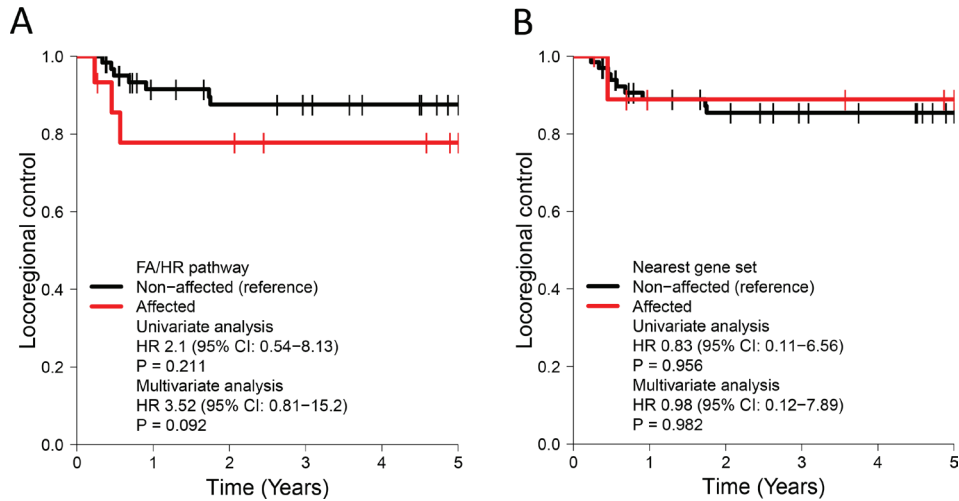 A
Locoregional control
1.0
0.8
0.6
0.4
0.2
0.0
FA/HR pathway
Non−affected (reference)
Affected
Univariate analysis
HR 2.1 (95% CI: 0.54−8.13)
P = 0.211
Multivariate analysis
HR 3.52 (95% CI: 0.81−15.2)
P = 0.092
0 1 2 3 4 5
Time (Years)
B
Locoregional control
1.0
0.8
0.6
0.4
0.2
0.0
Nearest gene set
Non−affected (reference)
Affected
Univariate analysis
HR 0.83 (95% CI: 0.11−6.56)
P = 0.956
Multivariate analysis
HR 0.98 (95% CI: 0.12−7.89)
P = 0.982
0 1 2 3 4 5
Time (Years)